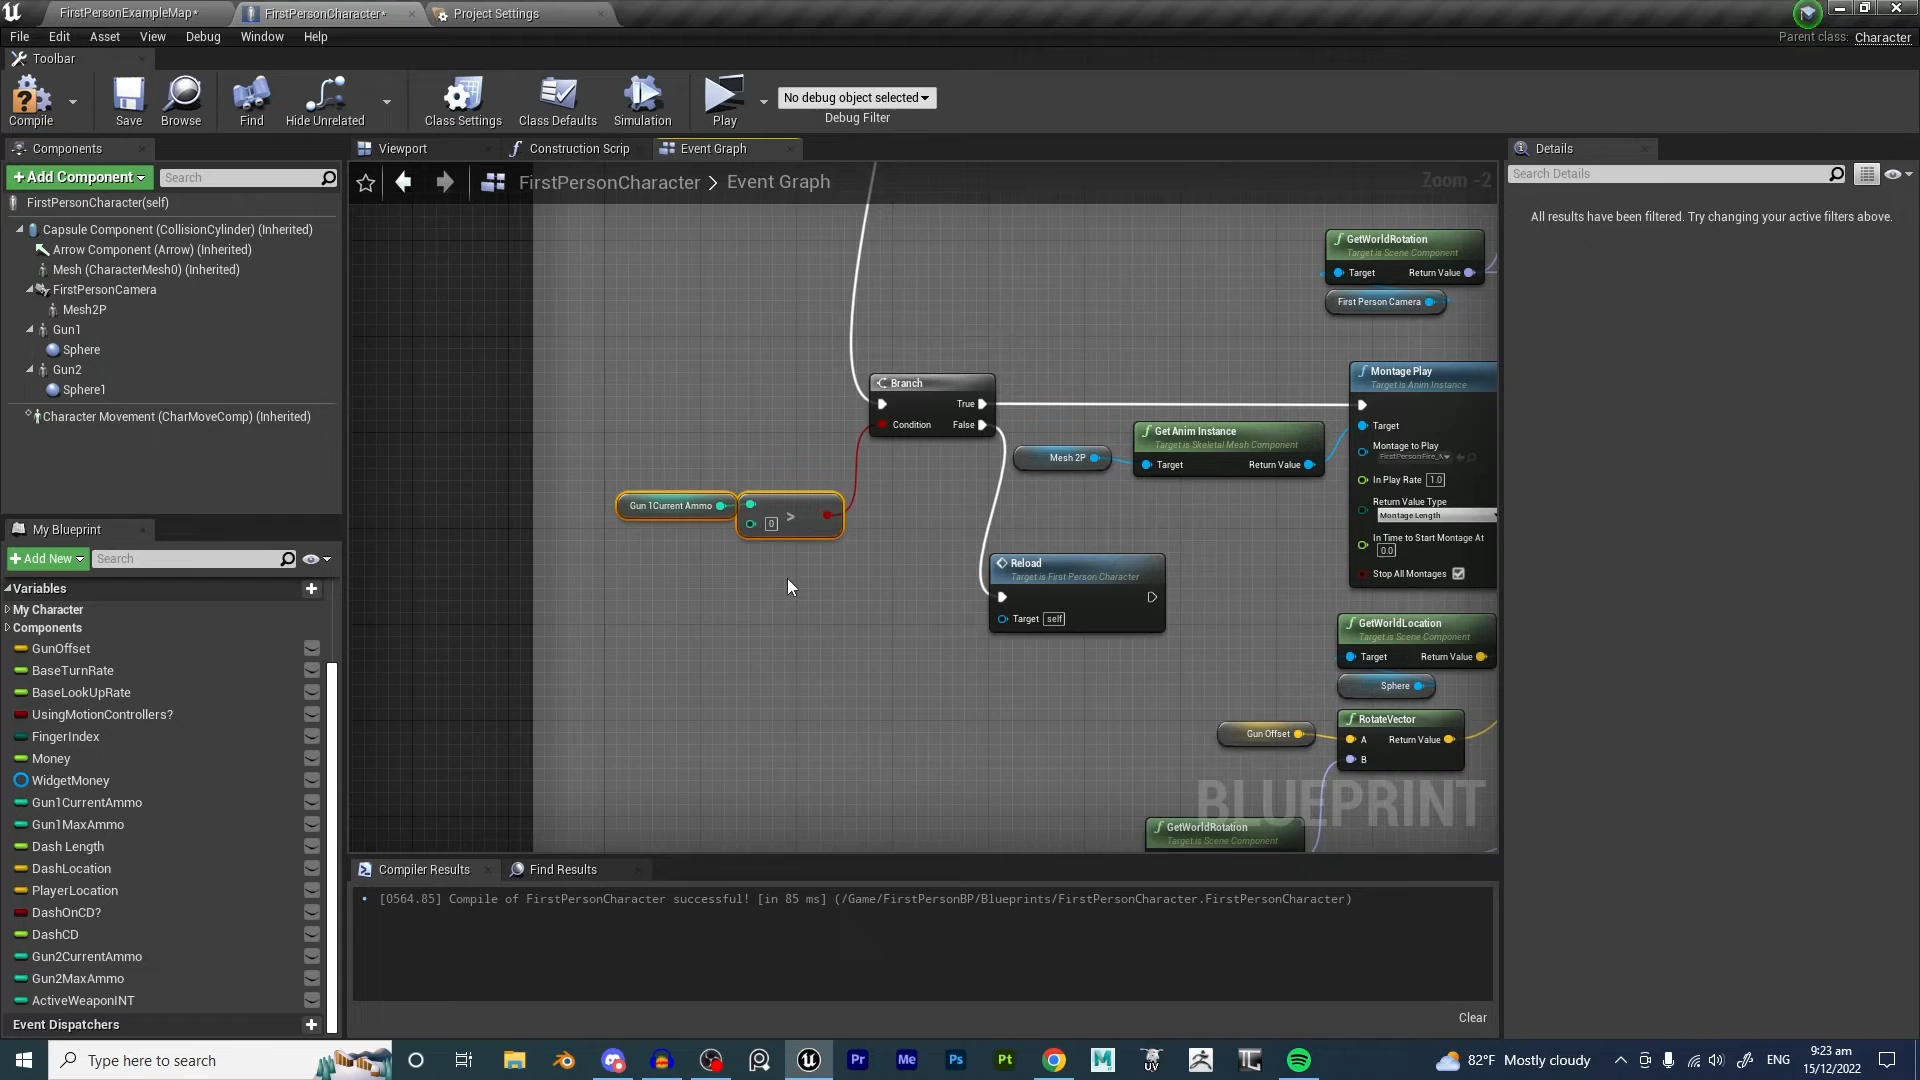 FirstPersonExampleMap*
FirstPersonCharacter*
Project Settings
File Edit Asset View Window Debug Window Help
Parent class: Character
Toolbar
Compile
Save
Browse
Find
Hide Unrelated
Class Settings
Class Defaults
Simulation
Play
No debug object selected
Debug Filter
Components
+Add Component
Search
FirstPersonCharacter(self)
Capsule Component (CollisionCylinder) (Inherited)
Arrow Component (Arrow) (Inherited)
Mesh (CharacterMesh0) (Inherited)
FirstPersonCamera
Mesh2P
Gun1
Sphere
Gun2
Sphere1
Character Movement (CharMoveComp) (Inherited)
My Blueprint
+Add New
Search
Variables
My Character
Components
GunOffset
BaseTurnRate
BaseLookUpRate
UsingMotionControllers?
FingerIndex
Money
WidgetMoney
Gun1CurrentAmmo
Gun1MaxAmmo
Dash Length
DashLocation
PlayerLocation
DashOnCD?
DashCD
Gun2CurrentAmmo
Gun2MaxAmmo
ActiveWeaponINT
Event Dispatchers
Viewport
Construction Scrip
Event Graph
FirstPersonCharacter > Event Graph
Zoom -2
GetWorldRotation
Target is Scene Component
Target Return Value
First Person Camera
Branch
True
Condition False
Mesh 2P
Get Anim Instance
Target is Skeletal Mesh Component
Target Return Value
Montage Play
Target is Anim Instance
Target
Montage to Play
In Play Rate 1.0
Return Value Type
Montage Length
In Time to Start Montage At
0.0
Stop All Montages
Gun 1Current Ammo
0 >
Reload
Target is First Person Character
Target self
GetWorldLocation
Target is Scene Component
Target Return Value
Sphere
Gun Offset
RotateVector
A Return Value
B
BLUEPRINT
GetWorldRotation
Target is Scene Component
Compiler Results
Find Results
[0564.85] Compile of FirstPersonCharacter successful! [in 85 ms] (/Game/FirstPersonBP/Blueprints/FirstPersonCharacter.FirstPersonCharacter)
Clear
Details
Search Details
All results have been filtered. Try changing your active filters above.
Type here to search
Pr
Me
Ps
Pt
M
UV
82°F Mostly cloudy
ENG
9:23 am
15/12/2022